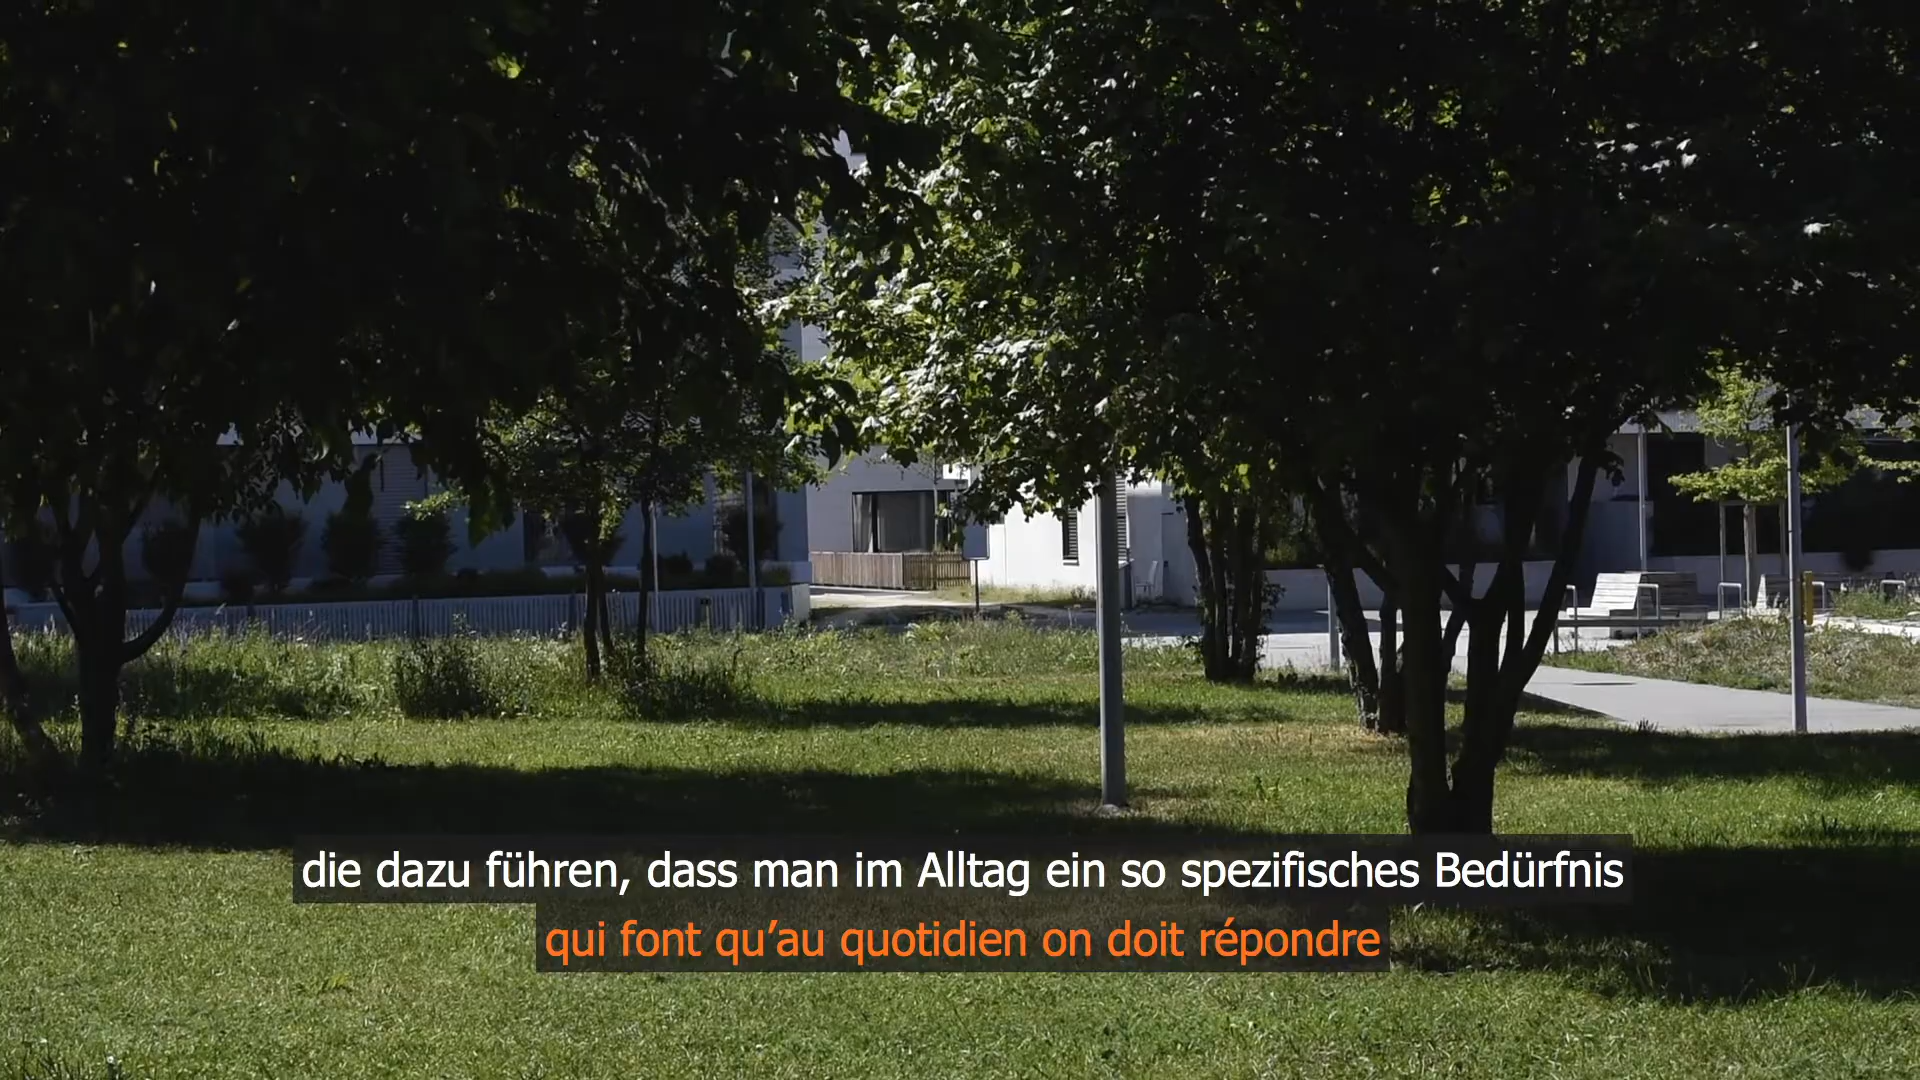 die dazu führen, dass man im Alltag ein so spezifisches Bedürfnis
qui font qu’au quotidien on doit répondre